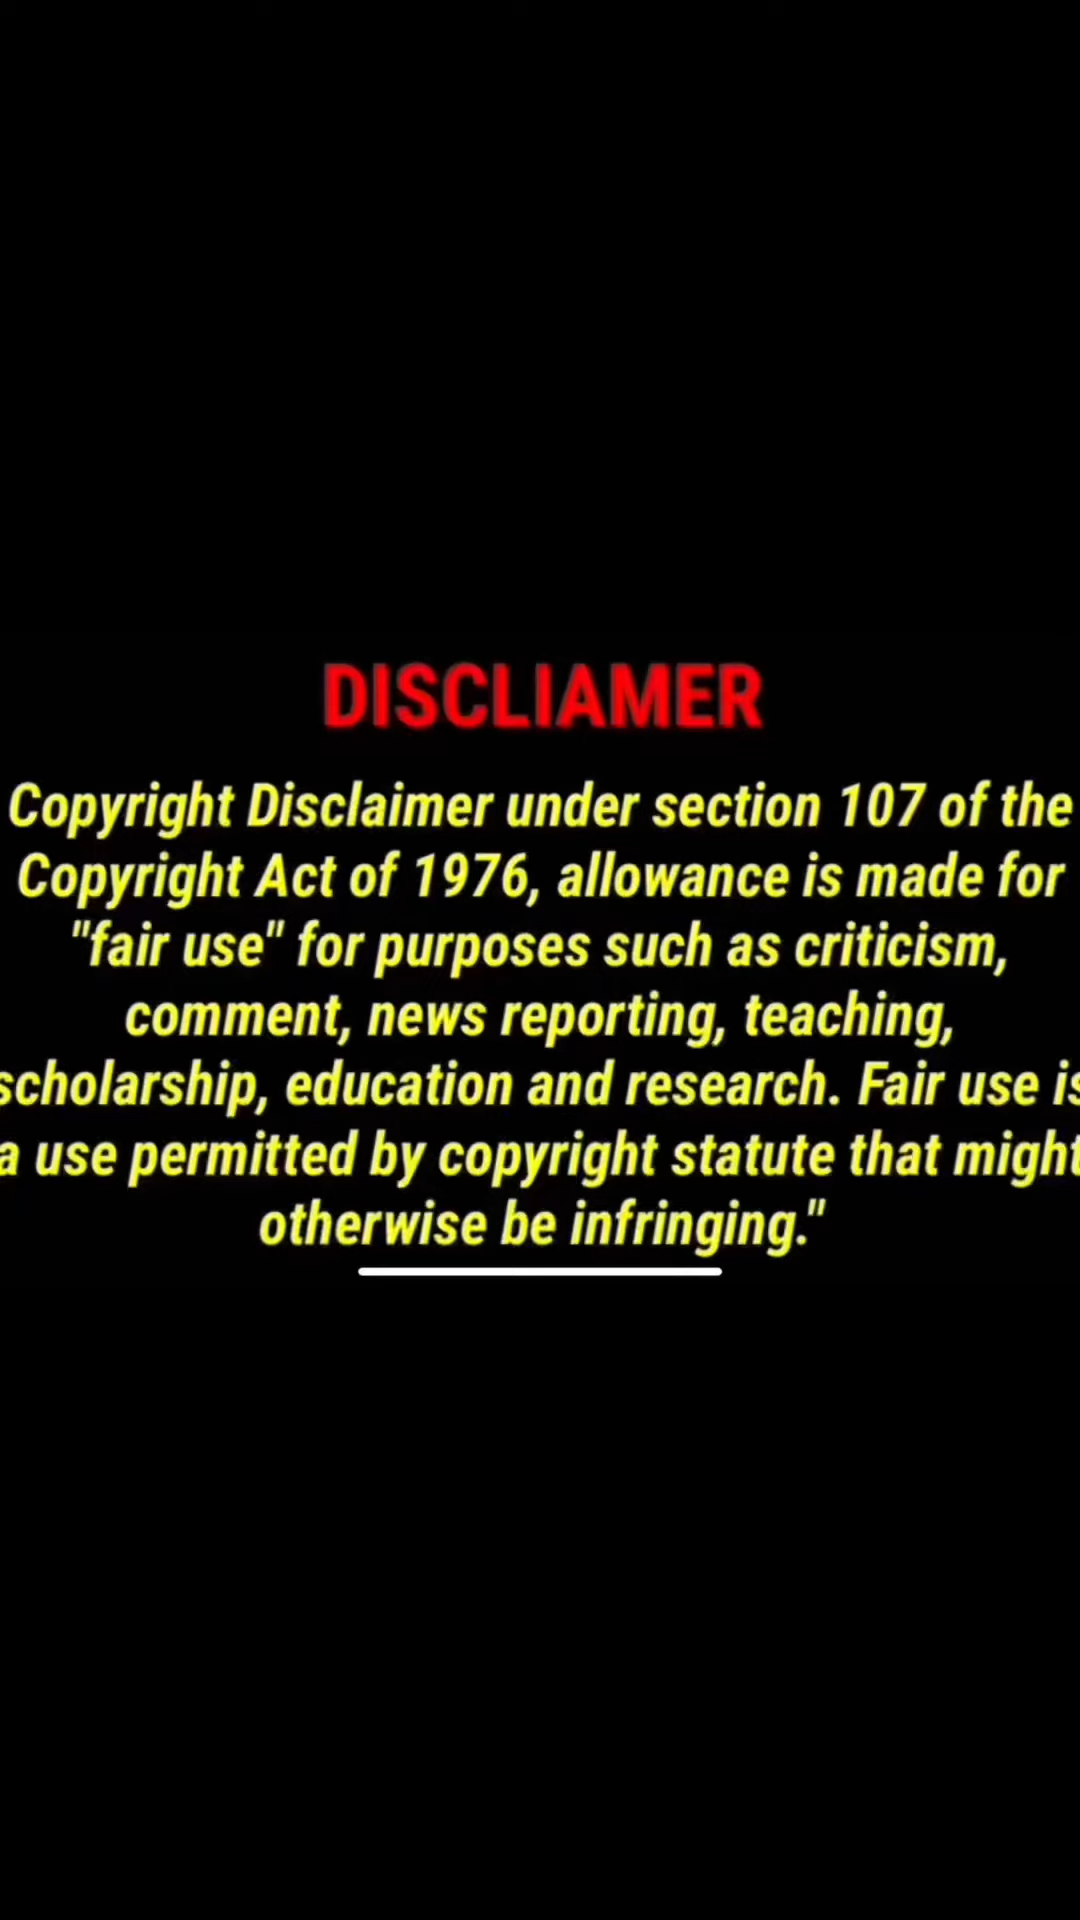 DISCLIAMER
Copyright Disclaimer under section 107 of the
Copyright Act of 1976, allowance is made for
"fair use" for purposes such as criticism,
comment, news reporting, teaching,
scholarship, education and research. Fair use is
a use permitted by copyright statute that might
otherwise be infringing."